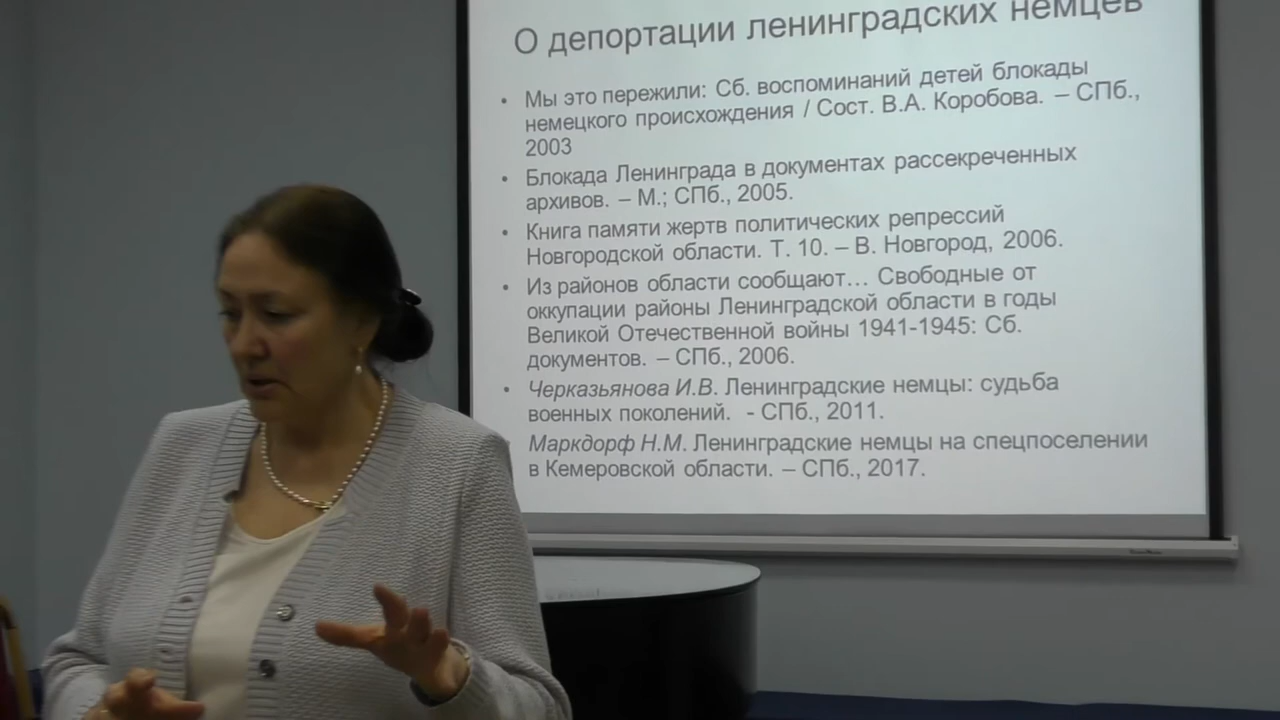 О депортации ленинградских немцев
• Мы это пережили: Сб. воспоминаний детей блокады
немецкого происхождения / Сост. В.А. Коробова. – СПб.,
2003
• Блокада Ленинграда в документах рассекреченных
архивов. – М.; СПб., 2005.
• Книга памяти жертв политических репрессий
Новгородской области. Т. 10. – В. Новгород, 2006.
• Из районов области сообщают… Свободные от
оккупации районы Ленинградской области в годы
Великой Отечественной войны 1941-1945: Сб.
документов. – СПб., 2006.
• Черказьянова И.В. Ленинградские немцы: судьба
военных поколений. - СПб., 2011.
Маркдорф Н.М. Ленинградские немцы на спецпоселении
в Кемеровской области. – СПб., 2017.